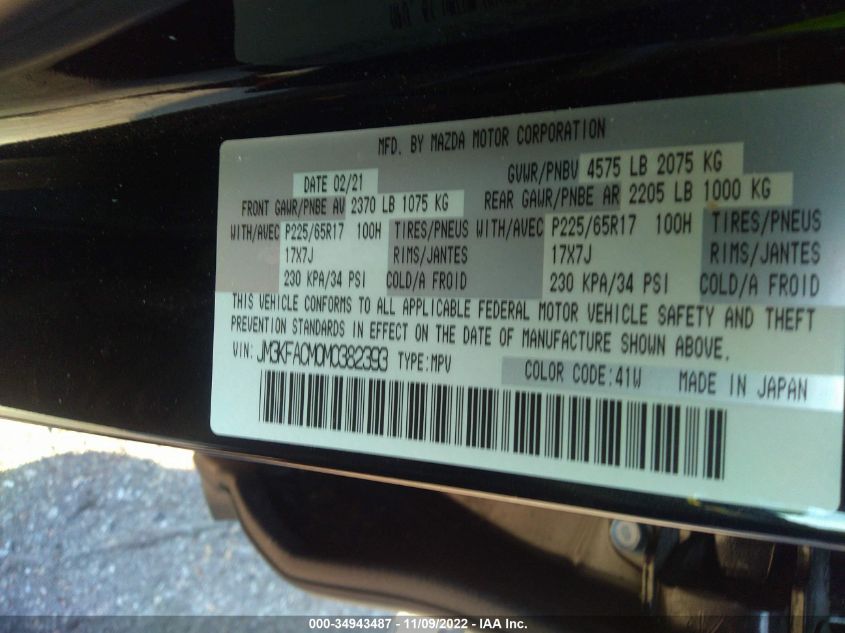 MFD. BY MAZDA MOTOR CORPORATION
DATE 02/21 GVWR/PNBV 4575 LB 2075 KG
FRONT GAWR/PNBE AV 2370 LB 1075 KG REAR GAWR/PNBE AR 2205 LB 1000 KG
WITH/AVEC P225/65R17 100H TIRES/PNEUS WITH/AVEC P225/65R17 100H TIRES/PNEUS
17X7J RIMS/JANTES 17X7J RIMS/JANTES
230 KPA/34 PSI COLD/A FROID 230 KPA/34 PSI COLD/A FROID
THIS VEHICLE CONFORMS TO ALL APPLICABLE FEDERAL MOTOR VEHICLE SAFETY AND THEFT
PREVENTION STANDARDS IN EFFECT ON THE DATE OF MANUFACTURE SHOWN ABOVE.
VIN: JM3KFACM0M0382393 TYPE:MPV COLOR CODE:41W MADE IN JAPAN
000-34943487 - 11/09/2022 - IAA Inc.